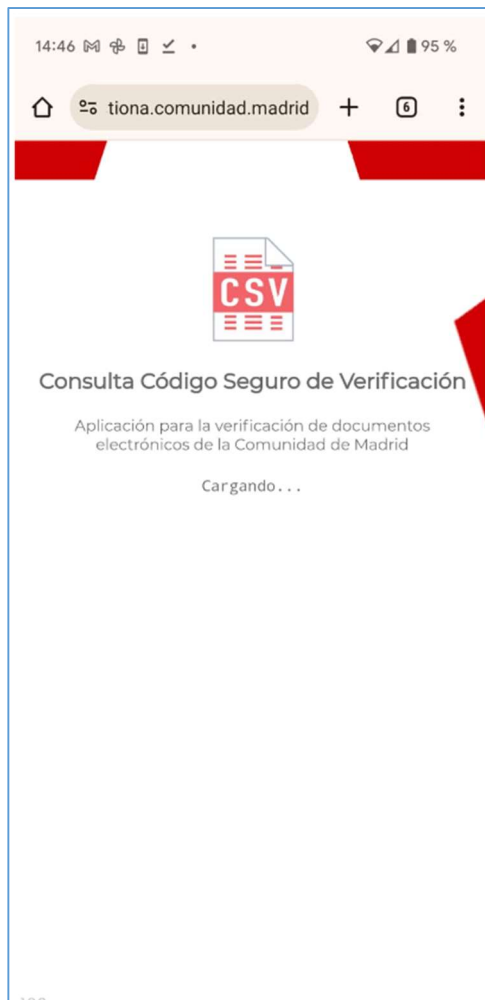 14:46
95 %
tiona.comunidad.madrid
6
CSV
Consulta Código Seguro de Verificación
Aplicación para la verificación de documentos
electrónicos de la Comunidad de Madrid
Cargando...